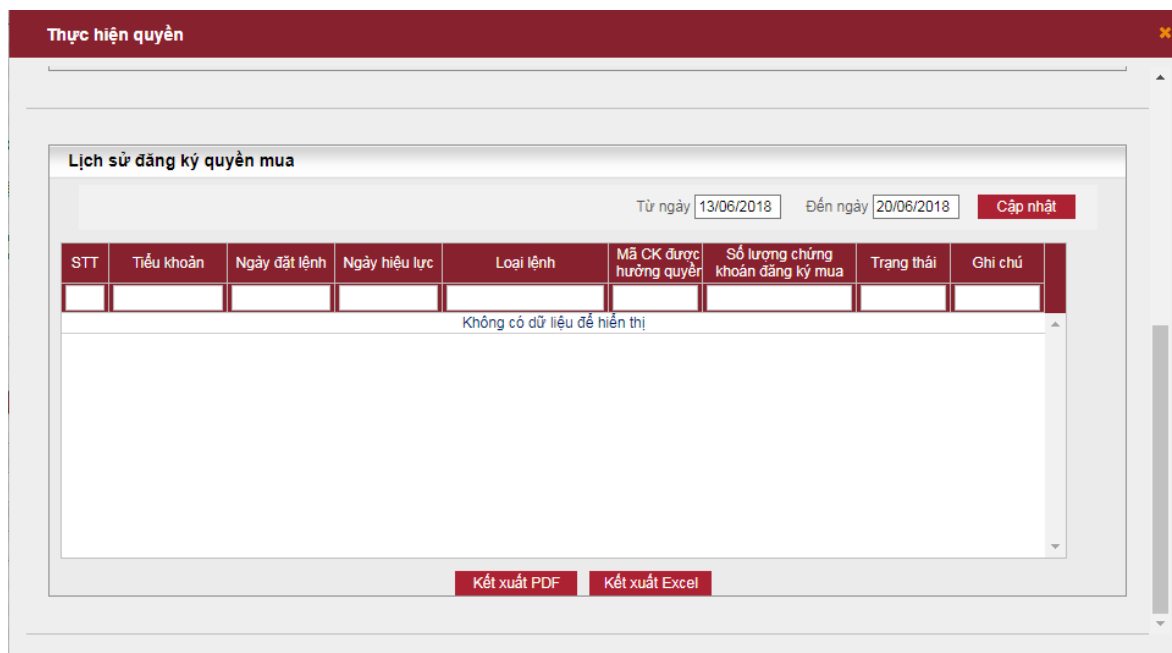 Thực hiện quyền
Lịch sử đăng ký quyền mua
Từ ngày 13/06/2018 Đến ngày 20/06/2018 Cập nhật
STT Tiểu khoản Ngày đặt lệnh Ngày hiệu lực Loại lệnh Mã CK được hưởng quyền Số lượng chứng khoán đăng ký mua Trạng thái Ghi chú
Không có dữ liệu để hiển thị
Kết xuất PDF Kết xuất Excel